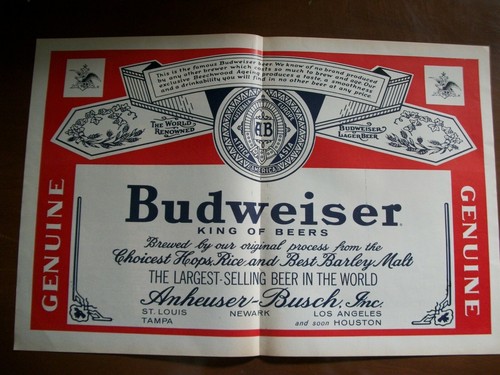 This is the famous Budweiser beer. We know of no brand produced
by any other brewer which costs so much to brew and age. Our
exclusive Beechwood Ageing produces a taste, a smoothness
and a drinkability you will find in no other beer at any price.
THE WORLD
RENOWNED
AB
AMERICA
BUDWEISER
LAGER BEER
GENUINE
Budweiser
KING OF BEERS
Brewed by our original process from the
Choicest Hops, Rice and Best Barley Malt
THE LARGEST-SELLING BEER IN THE WORLD
Anheuser-Busch, Inc.
ST. LOUIS NEWARK LOS ANGELES
TAMPA and soon HOUSTON
GENUINE